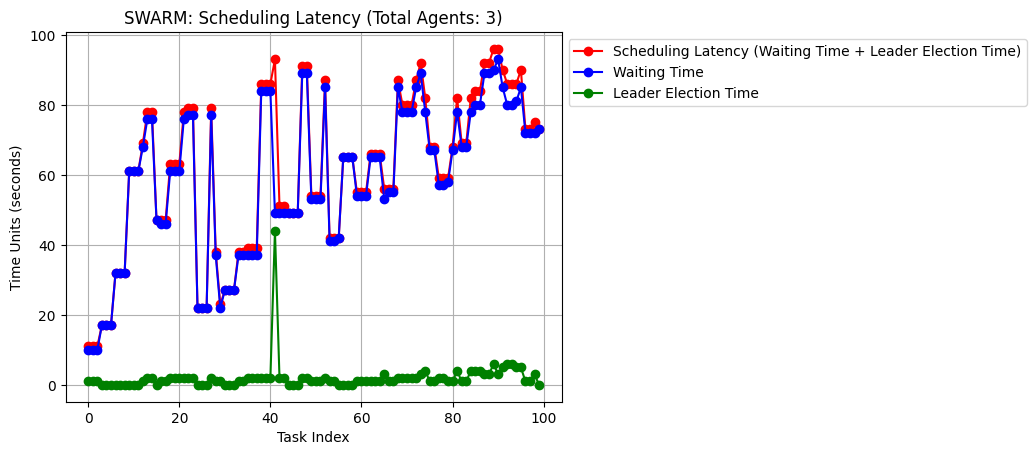 SWARM: Scheduling Latency (Total Agents: 3)
Scheduling Latency (Waiting Time + Leader Election Time)
Waiting Time
Leader Election Time
Time Units (seconds)
100
80
60
40
20
0
0 20 40 60 80 100
Task Index